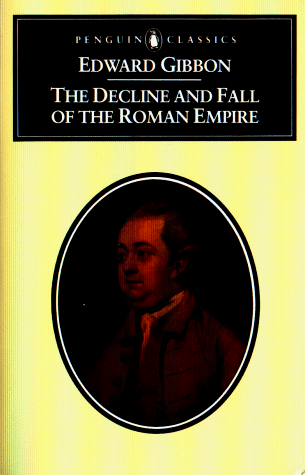 PENGUIN CLASSICS
EDWARD GIBBON
THE DECLINE AND FALL
OF THE ROMAN EMPIRE